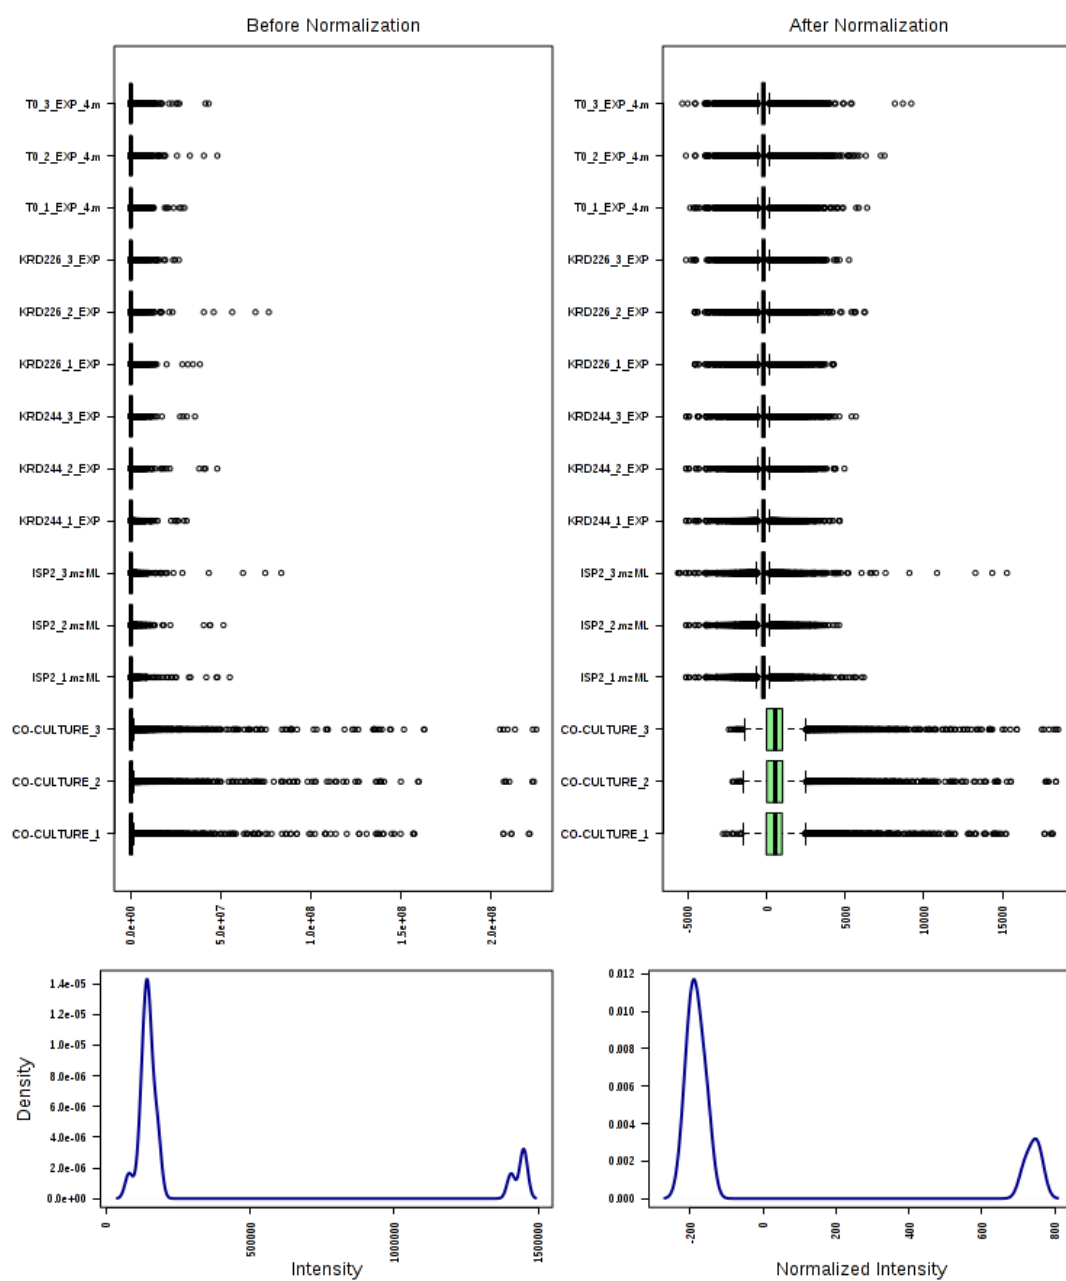 Before Normalization
T0_3_EXP_4.m
T0_2_EXP_4.m
T0_1_EXP_4.m
KRD226_3_EXP
KRD226_2_EXP
KRD226_1_EXP
KRD244_3_EXP
KRD244_2_EXP
KRD244_1_EXP
ISP2_3.mzML
ISP2_2.mzML
ISP2_1.mzML
CO-CULTURE_3
CO-CULTURE_2
CO-CULTURE_1
0.0e+00
5.0e+07
1.0e+08
1.5e+08
2.0e+08
After Normalization
T0_3_EXP_4.m
T0_2_EXP_4.m
T0_1_EXP_4.m
KRD226_3_EXP
KRD226_2_EXP
KRD226_1_EXP
KRD244_3_EXP
KRD244_2_EXP
KRD244_1_EXP
ISP2_3.mzML
ISP2_2.mzML
ISP2_1.mzML
CO-CULTURE_3
CO-CULTURE_2
CO-CULTURE_1
-5000
0
5000
10000
15000
Density
1.4e-05
1.2e-05
1.0e-05
8.0e-06
6.0e-06
4.0e-06
2.0e-06
0.0e+00
0
500000
1000000
1500000
Intensity
0.012
0.010
0.008
0.006
0.004
0.002
0.000
-200
0
200
400
600
800
Normalized Intensity